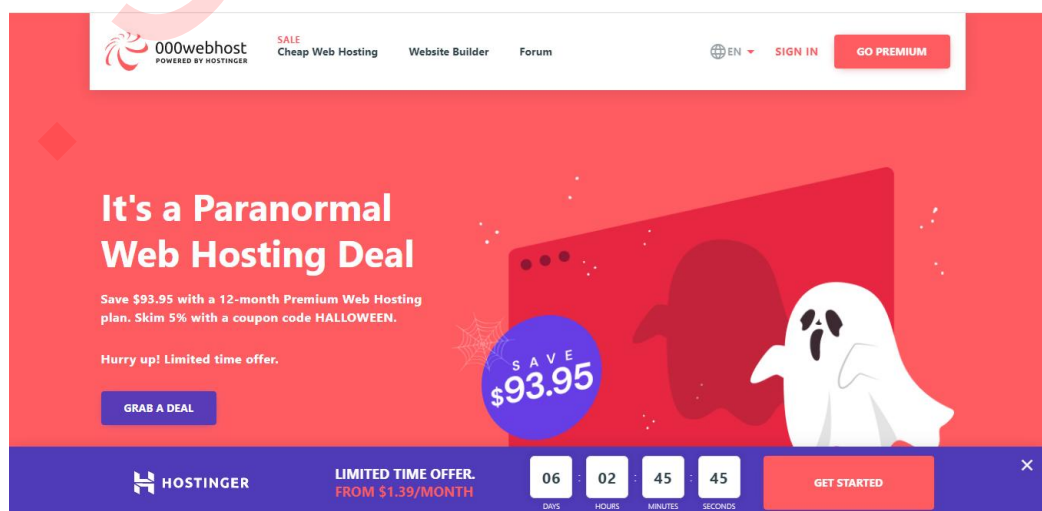 000webhost
POWERED BY HOSTINGER
SALE
Cheap Web Hosting
Website Builder
Forum
EN
SIGN IN
GO PREMIUM
It's a Paranormal
Web Hosting Deal
Save $93.95 with a 12-month Premium Web Hosting
plan. Skim 5% with a coupon code HALLOWEEN.
Hurry up! Limited time offer.
GRAB A DEAL
SAVE
$93.95
HOSTINGER
LIMITED TIME OFFER.
FROM $1.39/MONTH
06 : 02 : 45 : 45
DAYS HOURS MINUTES SECONDS
GET STARTED